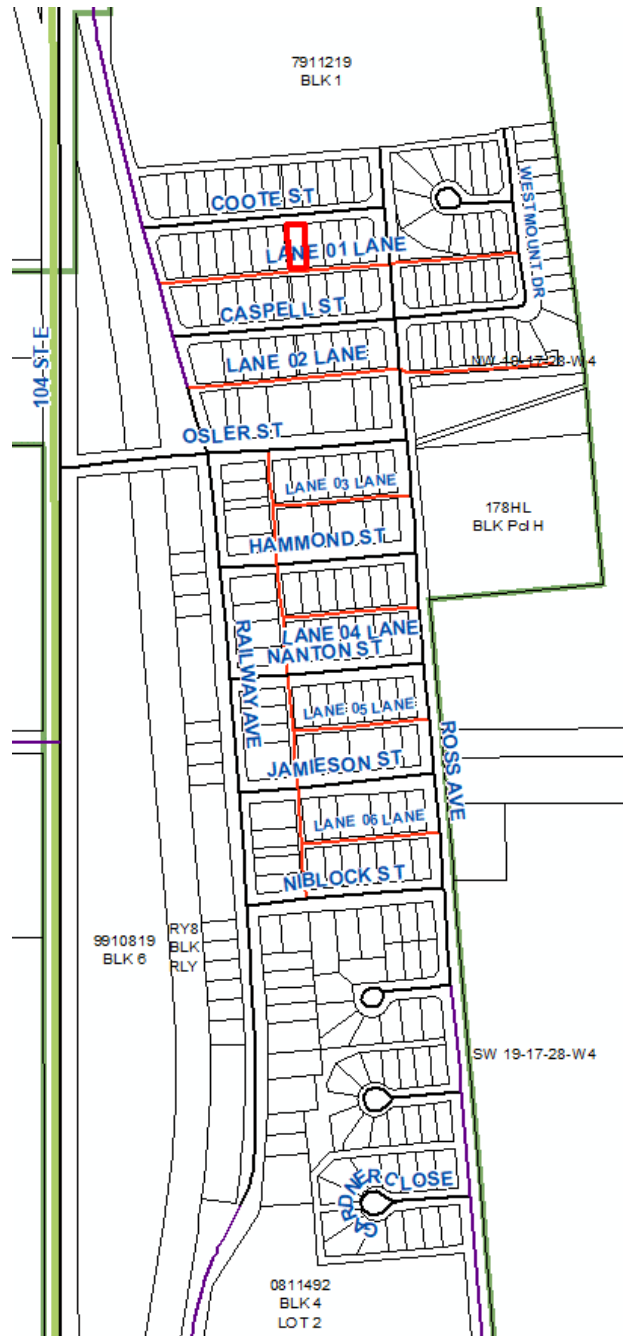 7911219
BLK 1
COOTE ST
WESTMOUNT DR
LANE 01 LANE
CASPELL ST
104 ST E
LANE 02 LANE
NW 19-17-28-W4
OSLER ST
LANE 03 LANE
178HL
BLK Pcl H
HAMMOND ST
RAILWAY AVE
LANE 04 LANE
NANTON ST
LANE 05 LANE
ROSS AVE
JAMIESON ST
LANE 06 LANE
NIBLOCK ST
9910819
BLK 6
RY8
BLK
RLY
SW 19-17-28-W4
GARDNER CLOSE
0811492
BLK 4
LOT 2